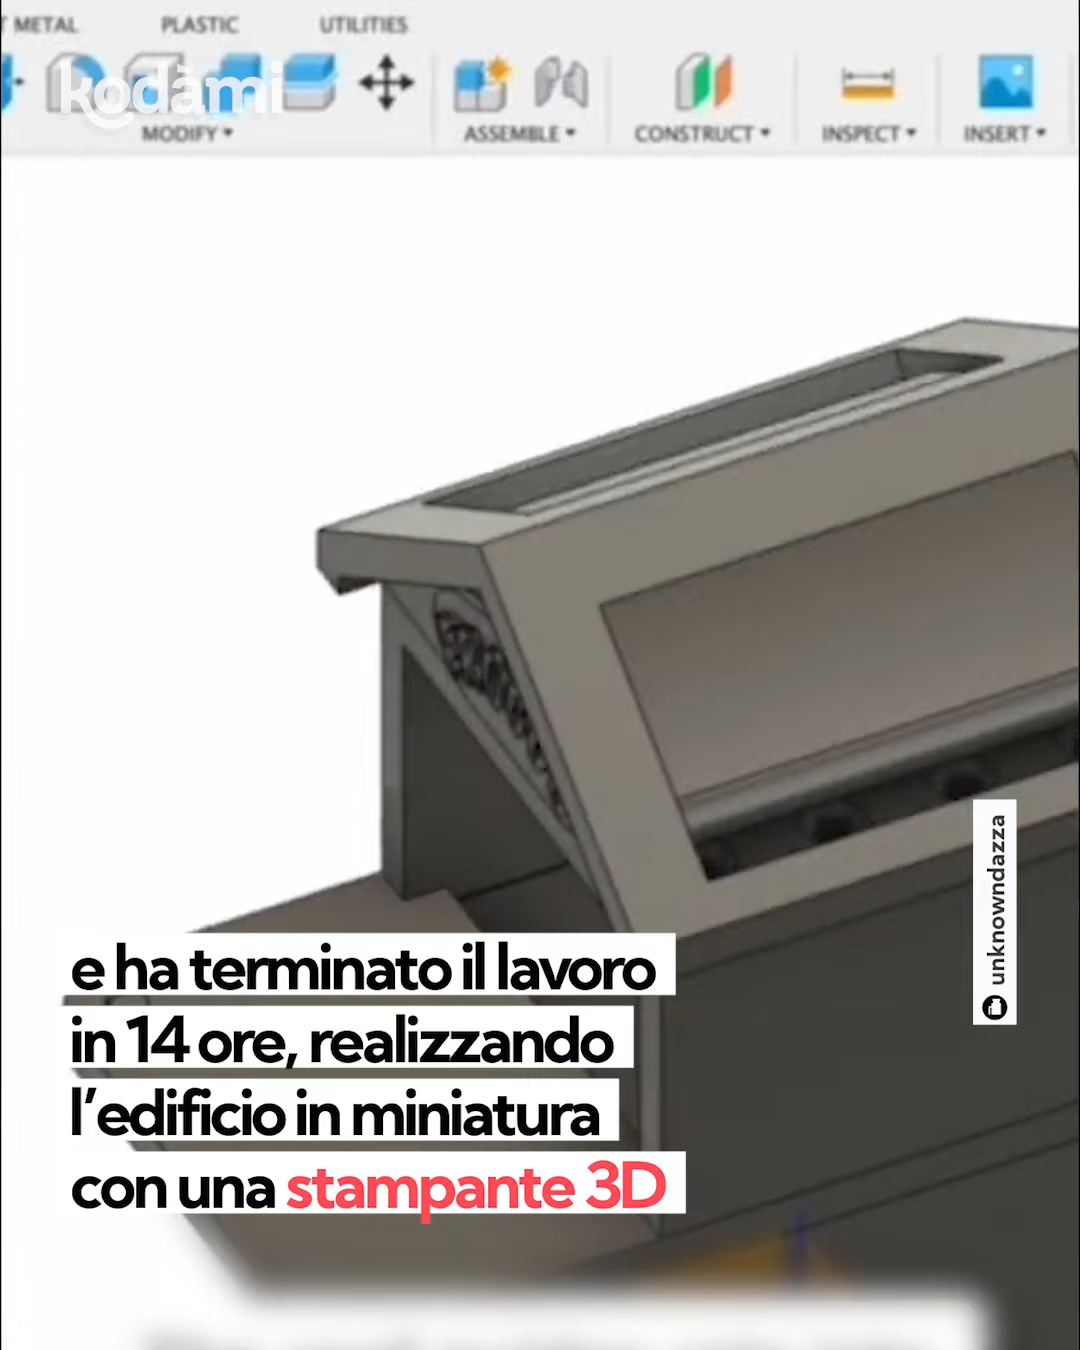 T METAL
PLASTIC
UTILITIES
kodami
MODIFY
ASSEMBLE
CONSTRUCT
INSPECT
INSERT
unknowndazza
e ha terminato il lavoro
in 14 ore, realizzando
l’edificio in miniatura
con una stampante 3D